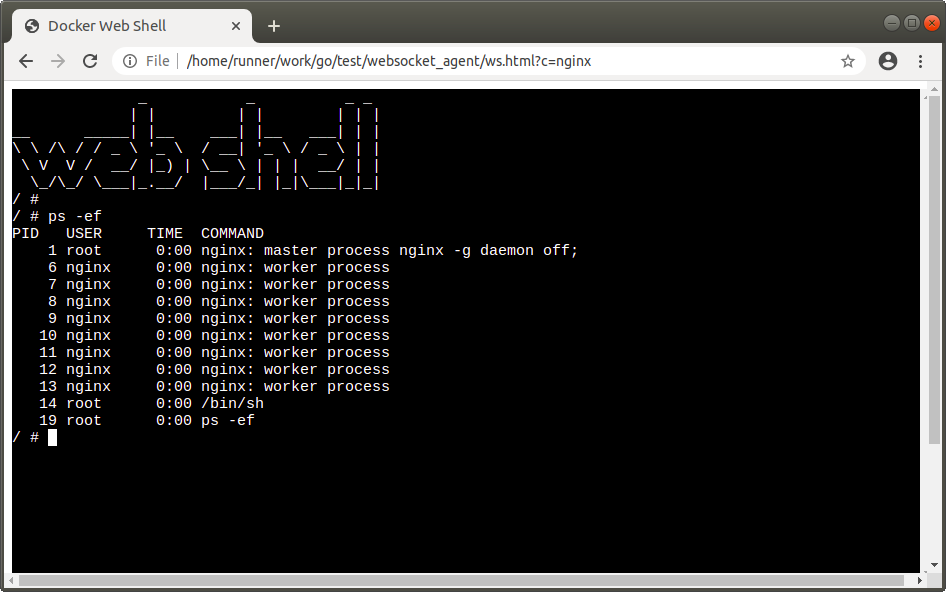 Docker Web Shell
File | /home/runner/work/go/test/websocket_agent/ws.html?c=nginx
web shell
/ #
/ # ps -ef
PID   USER     TIME  COMMAND
    1 root      0:00 nginx: master process nginx -g daemon off;
    6 nginx     0:00 nginx: worker process
    7 nginx     0:00 nginx: worker process
    8 nginx     0:00 nginx: worker process
    9 nginx     0:00 nginx: worker process
   10 nginx     0:00 nginx: worker process
   11 nginx     0:00 nginx: worker process
   12 nginx     0:00 nginx: worker process
   13 nginx     0:00 nginx: worker process
   14 root      0:00 /bin/sh
   19 root      0:00 ps -ef
/ #